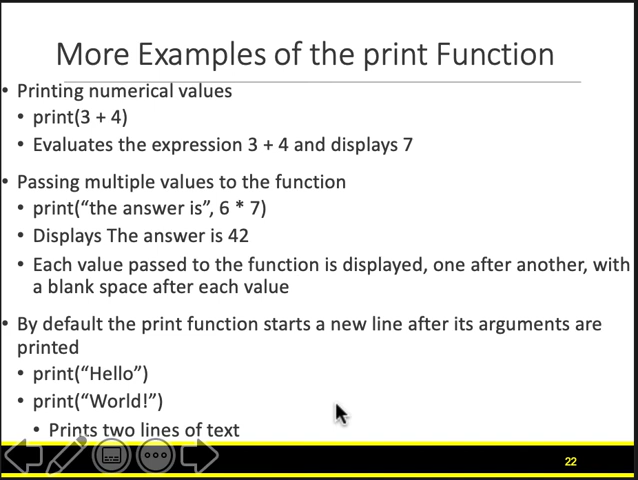 More Examples of the print Function
• Printing numerical values
• print(3 + 4)
• Evaluates the expression 3 + 4 and displays 7
• Passing multiple values to the function
• print(“the answer is”, 6 * 7)
• Displays The answer is 42
• Each value passed to the function is displayed, one after another, with
a blank space after each value
• By default the print function starts a new line after its arguments are
printed
• print(“Hello”)
• print(“World!”)
• Prints two lines of text
22